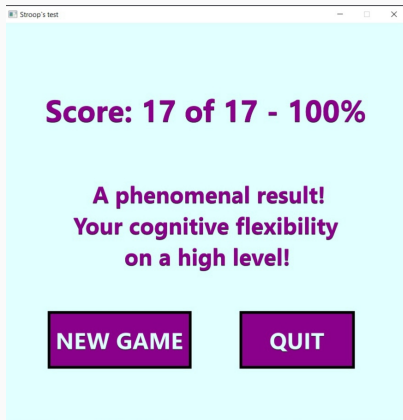 Stroop`s test
Score: 17 of 17 - 100%
A phenomenal result!
Your cognitive flexibility
on a high level!
NEW GAME
QUIT